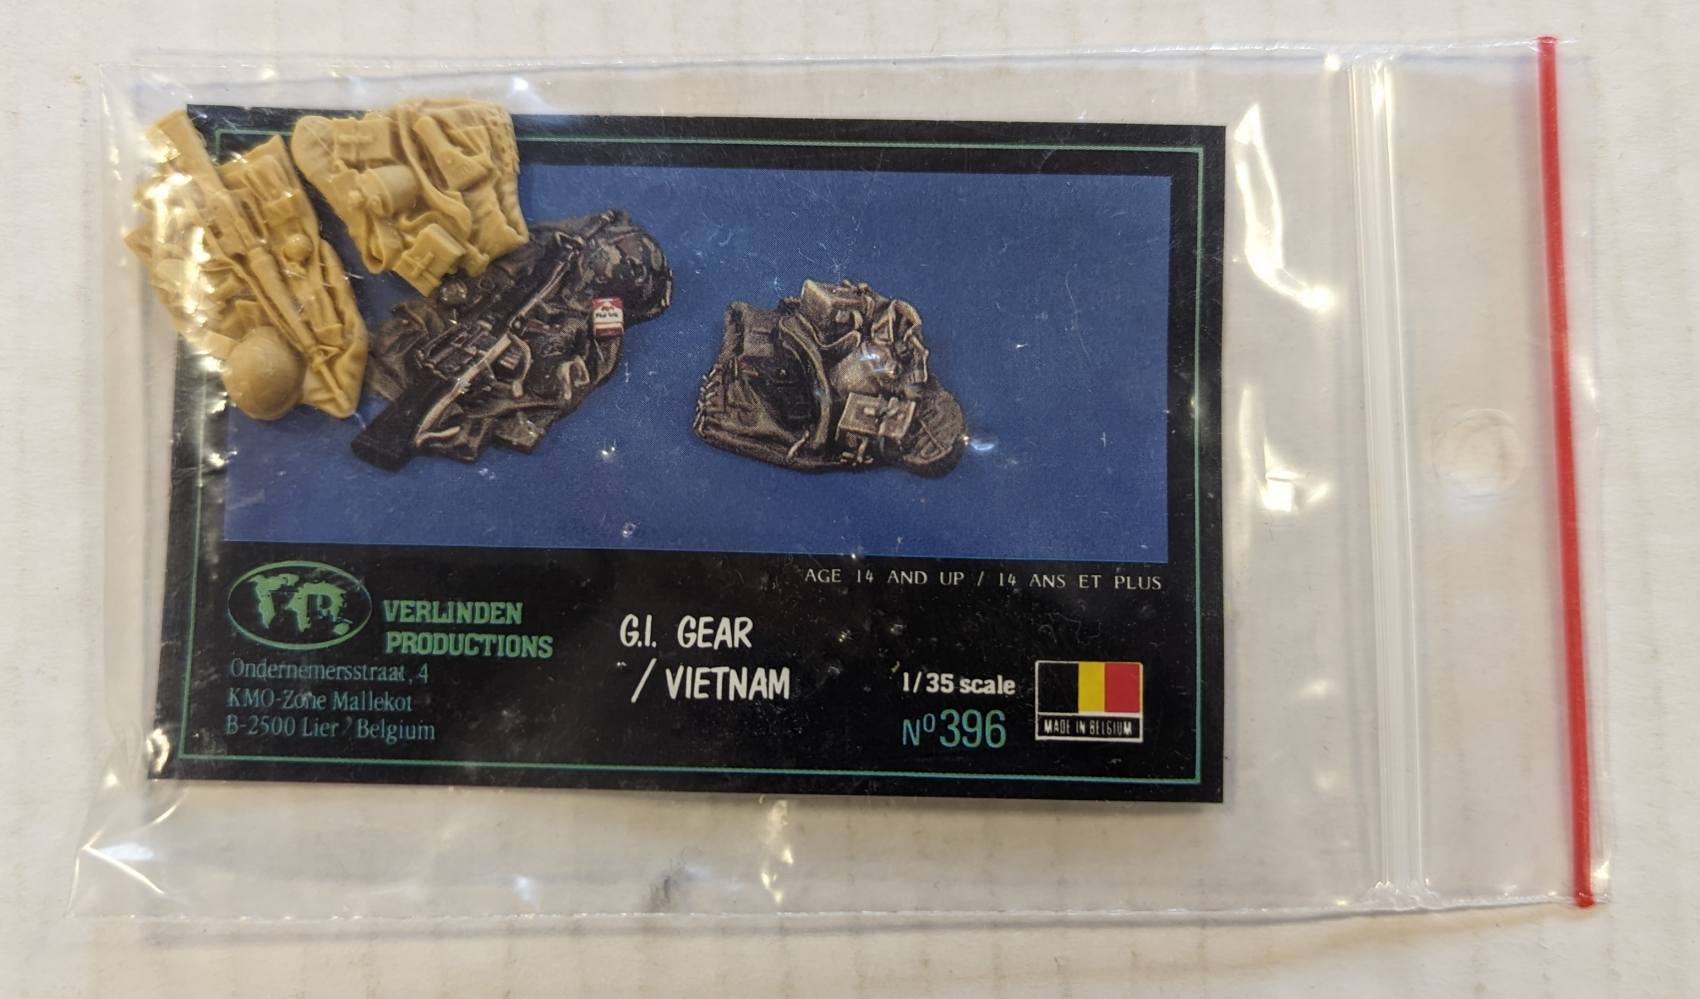 AGE 14 AND UP / 14 ANS ET PLUS
VP.
VERLINDEN
PRODUCTIONS
Ondernemersstraat, 4
KMO-Zone Mallekot
B-2500 Lier / Belgium
G.I. GEAR
/ VIETNAM
1/35 scale
Nº396
MADE IN BELGIUM